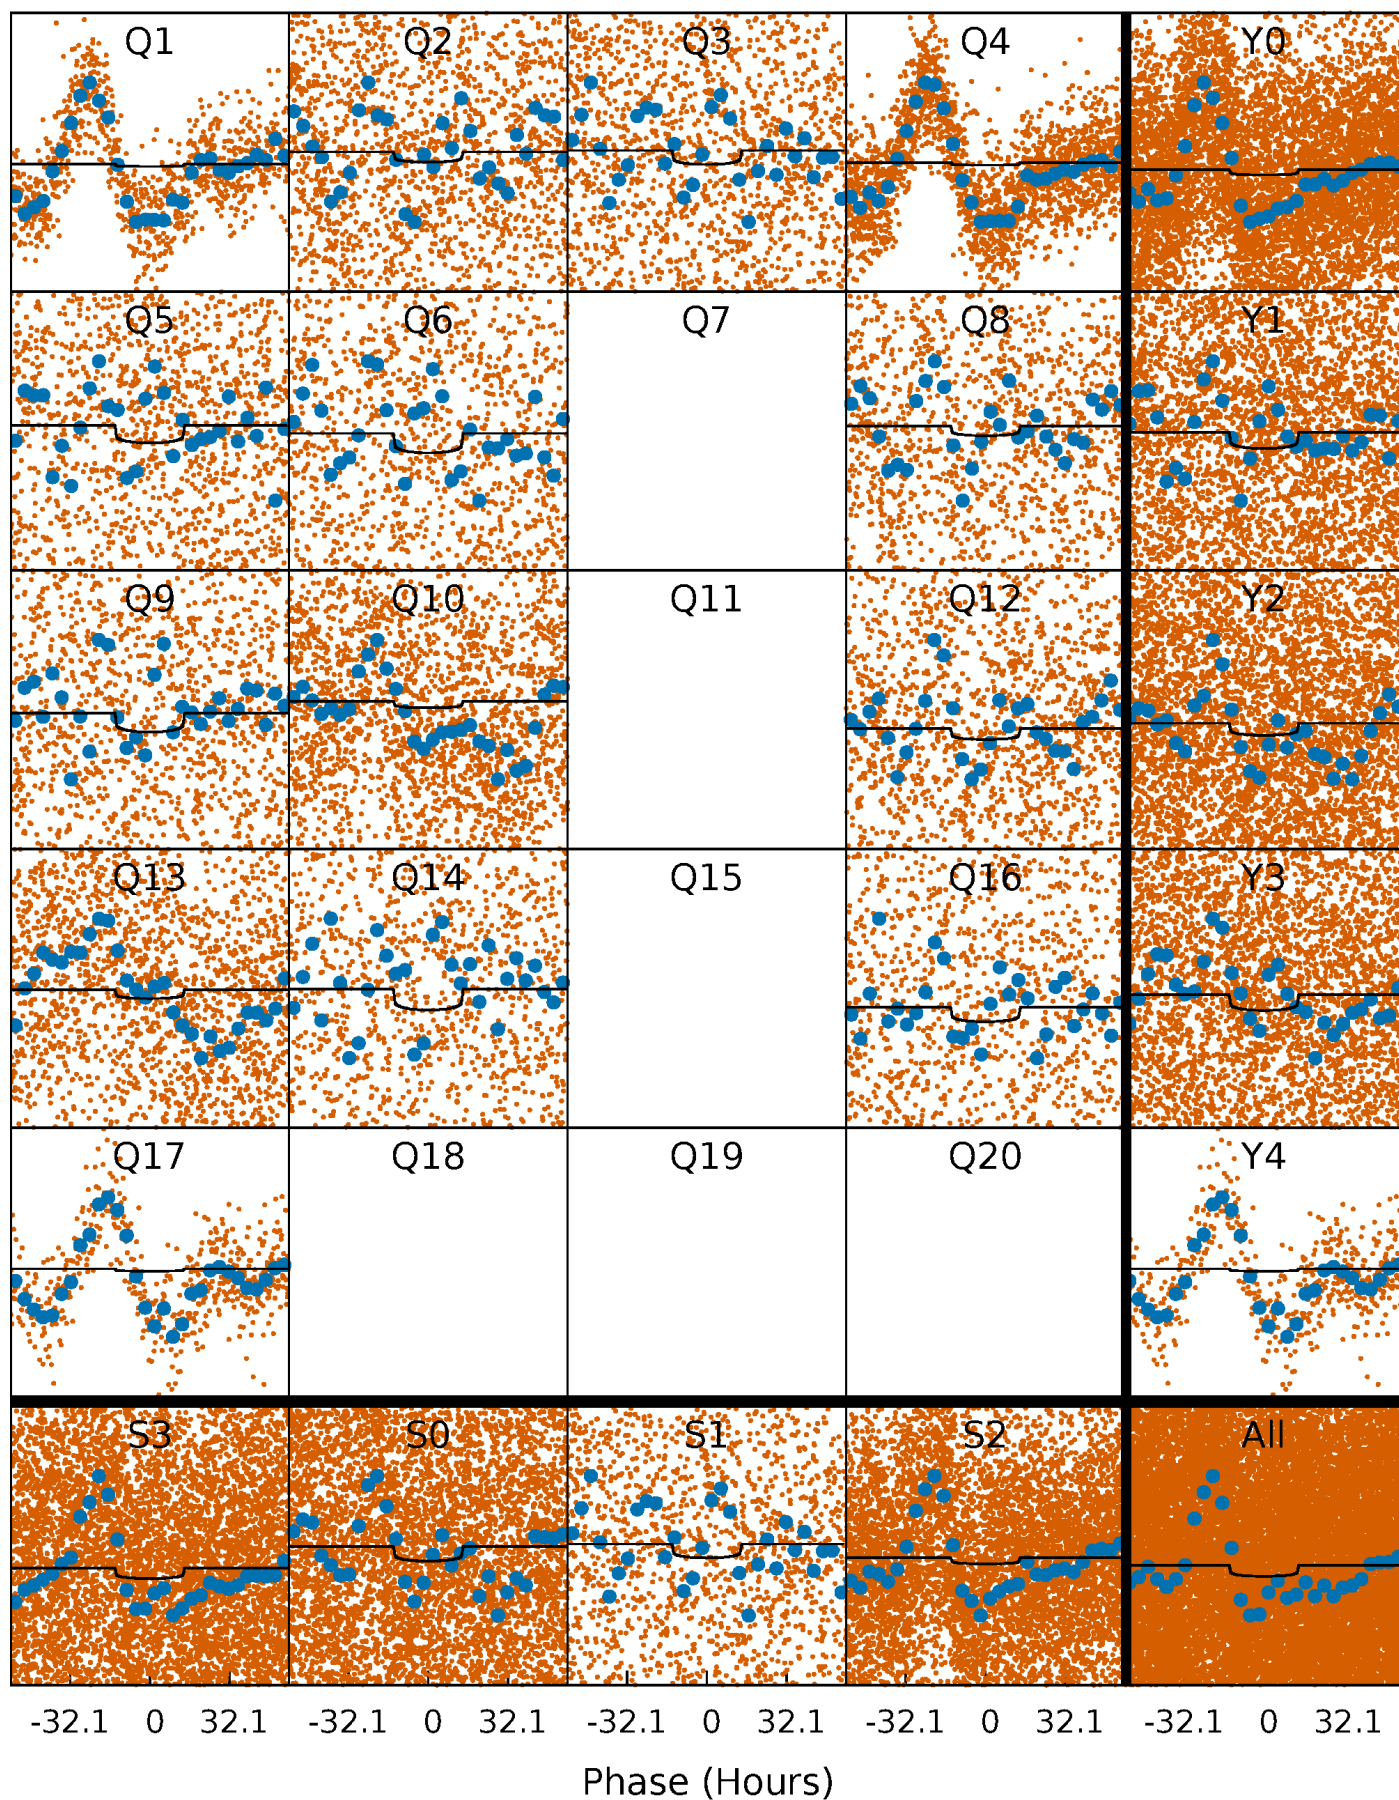 Q1 Q2 Q3 Q4 Y0
Q5 Q6 Q7 Q8 Y1
Q9 Q10 Q11 Q12 Y2
Q13 Q14 Q15 Q16 Y3
Q17 Q18 Q19 Q20 Y4
S3 S0 S1 S2 All
-32.1 0 32.1 -32.1 0 32.1 -32.1 0 32.1 -32.1 0 32.1 -32.1 0 32.1
Phase (Hours)